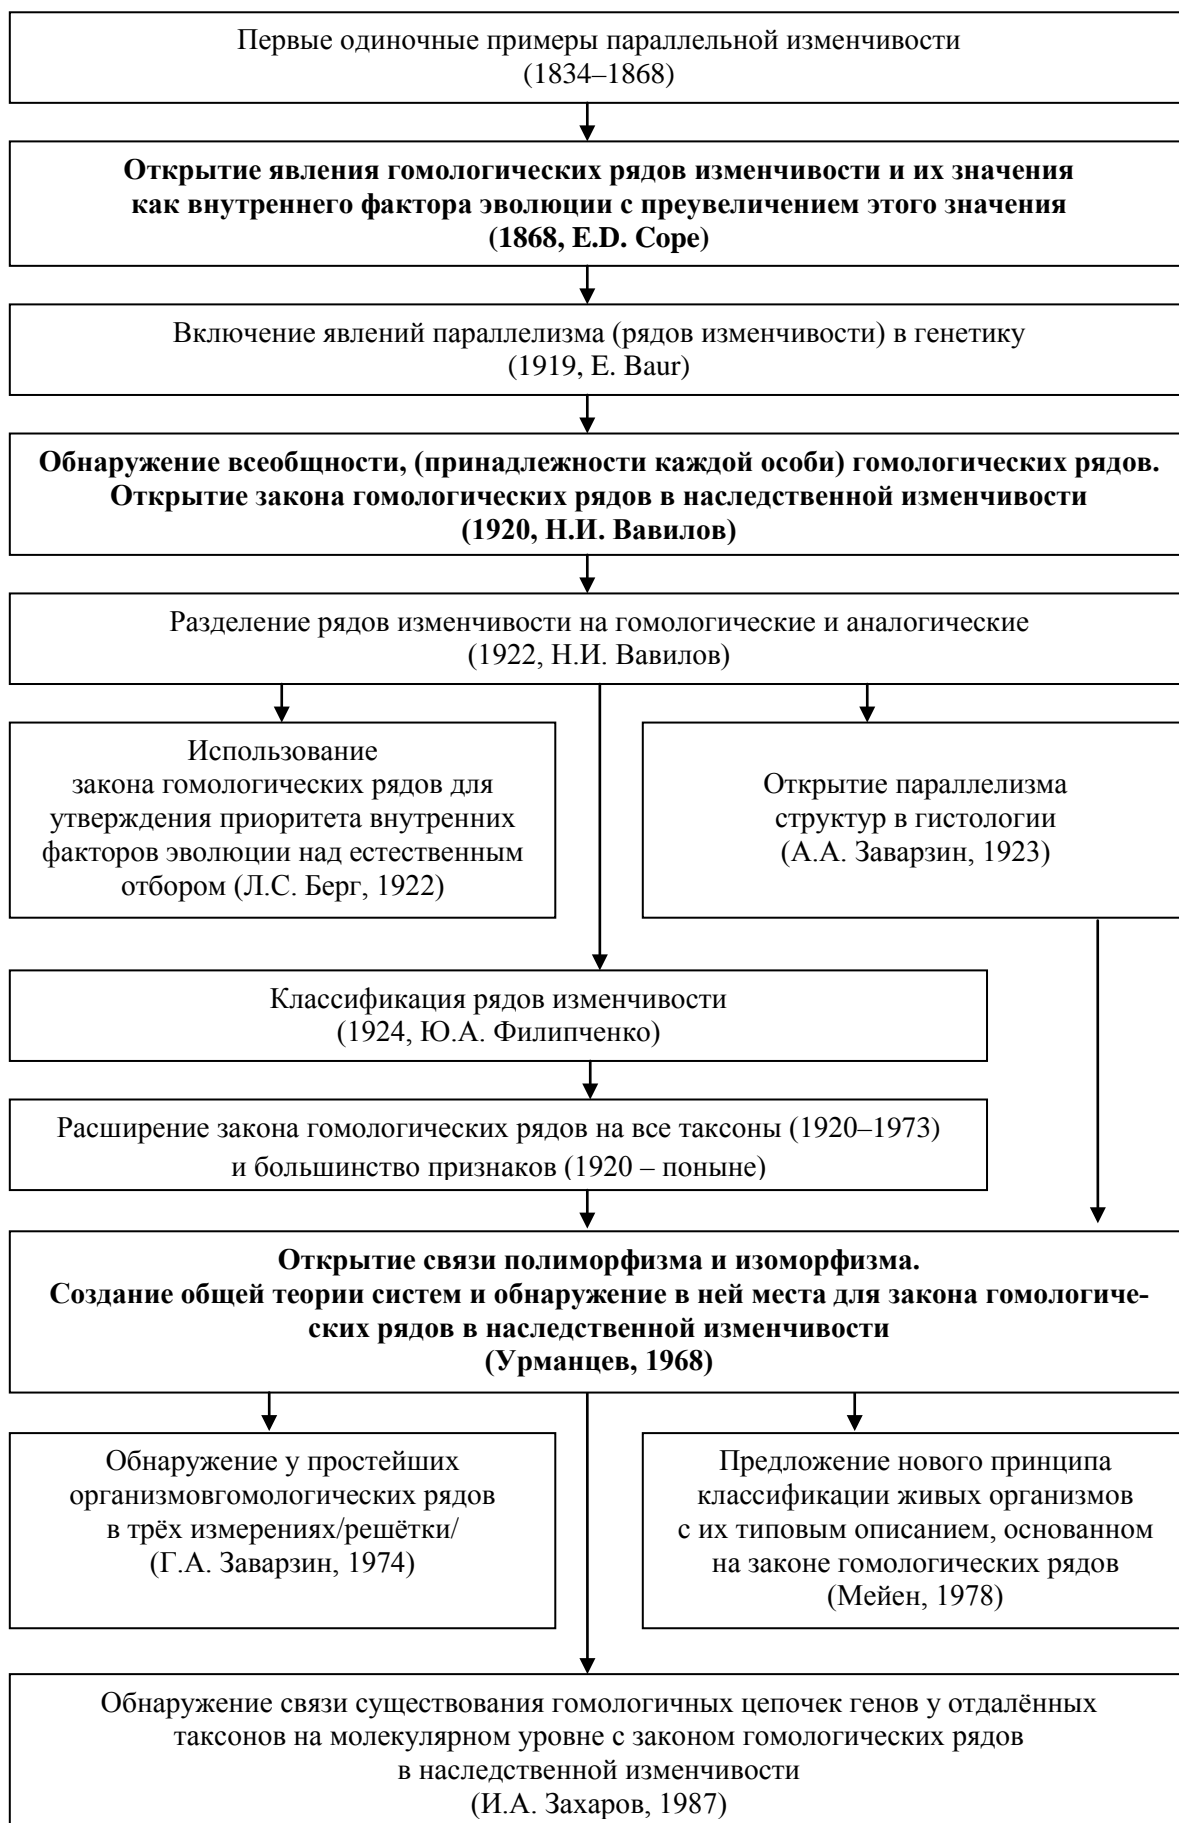 Первые одиночные примеры параллельной изменчивости
(1834–1868)
Открытие явления гомологических рядов изменчивости и их значения
как внутреннего фактора эволюции с преувеличением этого значения
(1868, E.D. Cope)
Включение явлений параллелизма (рядов изменчивости) в генетику
(1919, E. Baur)
Обнаружение всеобщности, (принадлежности каждой особи) гомологических рядов.
Открытие закона гомологических рядов в наследственной изменчивости
(1920, Н.И. Вавилов)
Разделение рядов изменчивости на гомологические и аналогические
(1922, Н.И. Вавилов)
Использование
закона гомологических рядов для
утверждения приоритета внутренних
факторов эволюции над естественным
отбором (Л.С. Берг, 1922)
Открытие параллелизма
структур в гистологии
(А.А. Заварзин, 1923)
Классификация рядов изменчивости
(1924, Ю.А. Филипченко)
Расширение закона гомологических рядов на все таксоны (1920–1973)
и большинство признаков (1920 – поныне)
Открытие связи полиморфизма и изоморфизма.
Создание общей теории систем и обнаружение в ней места для закона гомологиче-
ских рядов в наследственной изменчивости
(Урманцев, 1968)
Обнаружение у простейших
организмовгомологических рядов
в трёх измерениях/решётки/
(Г.А. Заварзин, 1974)
Предложение нового принципа
классификации живых организмов
с их типовым описанием, основанном
на законе гомологических рядов
(Мейен, 1978)
Обнаружение связи существования гомологичных цепочек генов у отдалённых
таксонов на молекулярном уровне с законом гомологических рядов
в наследственной изменчивости
(И.А. Захаров, 1987)